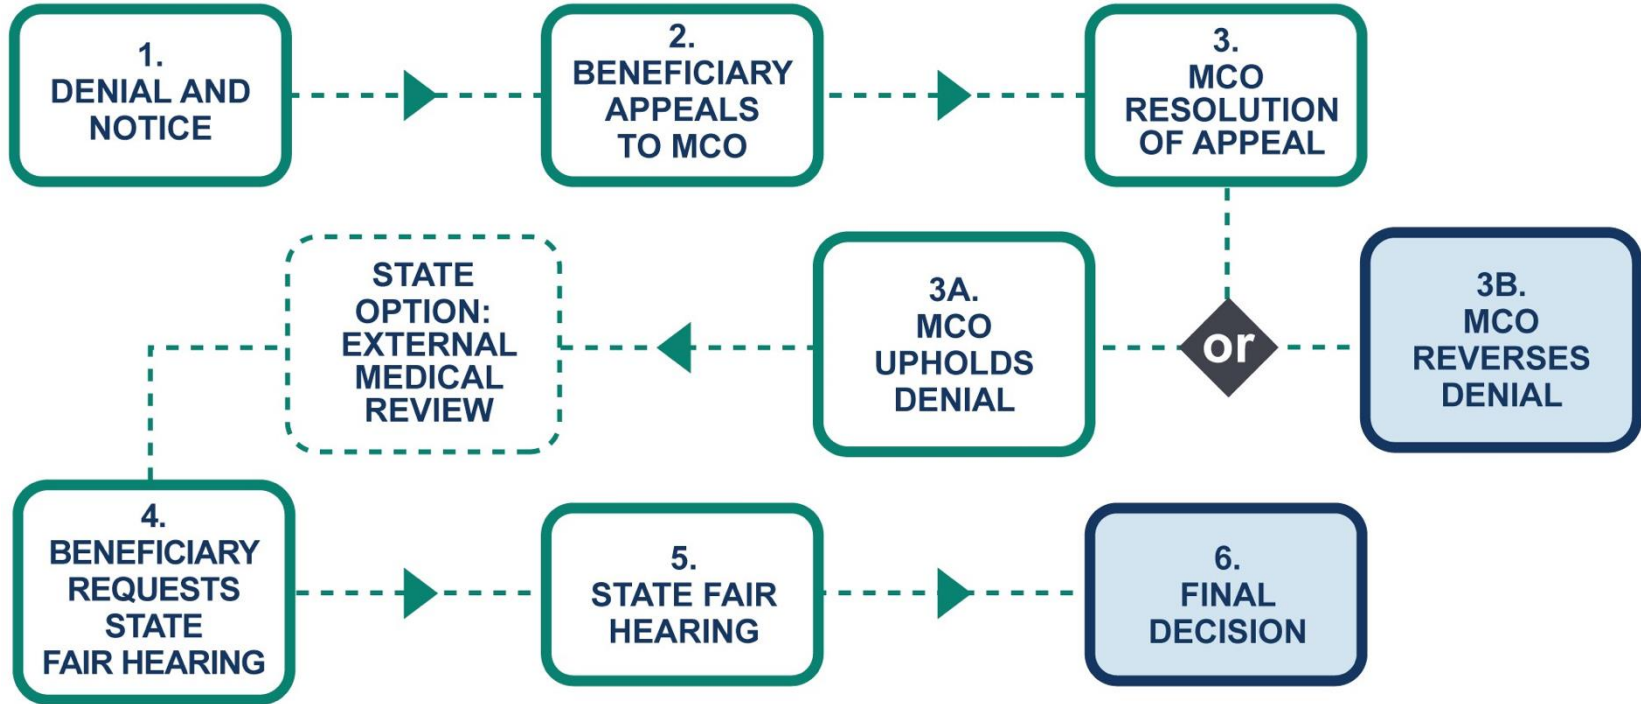 1.
DENIAL AND
NOTICE
2.
BENEFICIARY
APPEALS
TO MCO
3.
MCO
RESOLUTION
OF APPEAL
STATE
OPTION:
EXTERNAL
MEDICAL
REVIEW
3A.
MCO
UPHOLDS
DENIAL
or
3B.
MCO
REVERSES
DENIAL
4.
BENEFICIARY
REQUESTS
STATE
FAIR HEARING
5.
STATE FAIR
HEARING
6.
FINAL
DECISION